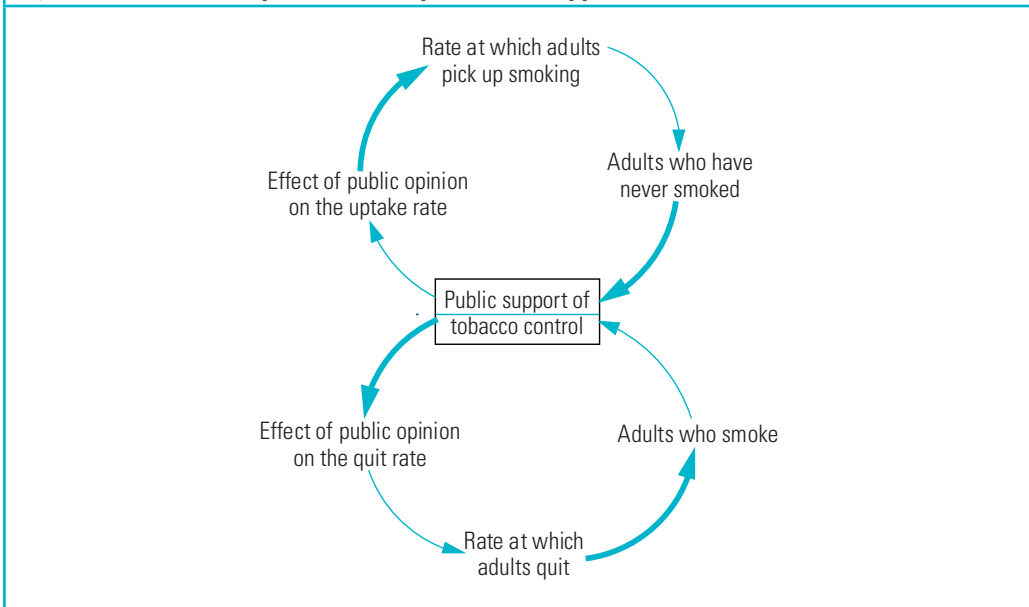 Rate at which adults
pick up smoking
Adults who have
never smoked
Effect of public opinion
on the uptake rate
Public support of
tobacco control
Effect of public opinion
on the quit rate
Adults who smoke
Rate at which
adults quit